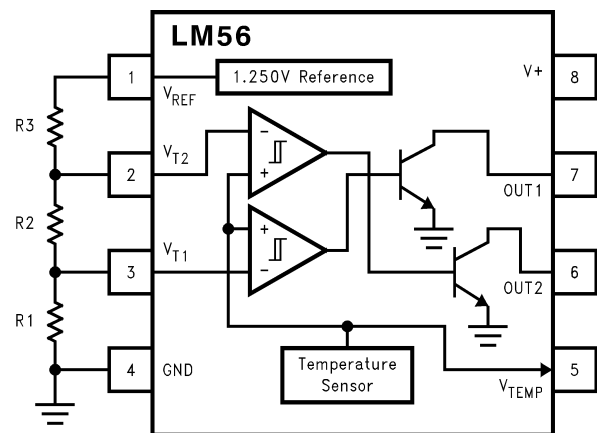 LM56
1
1.250V Reference
V+
8
VREF
R3
VT2
2
7
OUT1
R2
VT1
3
6
OUT2
R1
4
GND
Temperature
Sensor
5
VTEMP